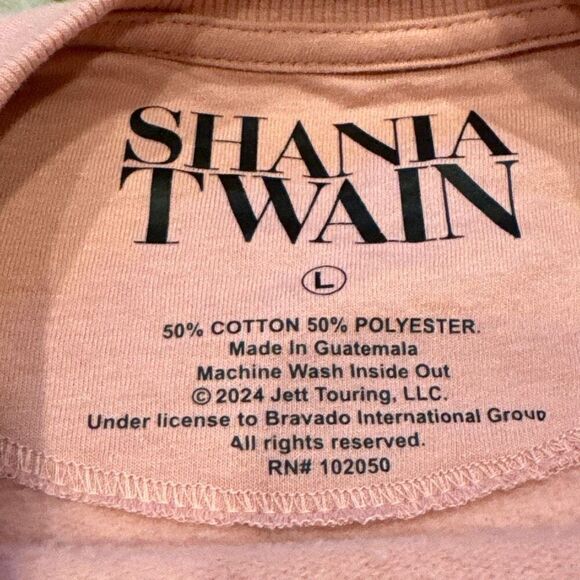 SHANIA
TWAIN
L
50% COTTON 50% POLYESTER.
Made In Guatemala
Machine Wash Inside Out
© 2024 Jett Touring, LLC.
Under license to Bravado International Group
All rights reserved.
RN# 102050